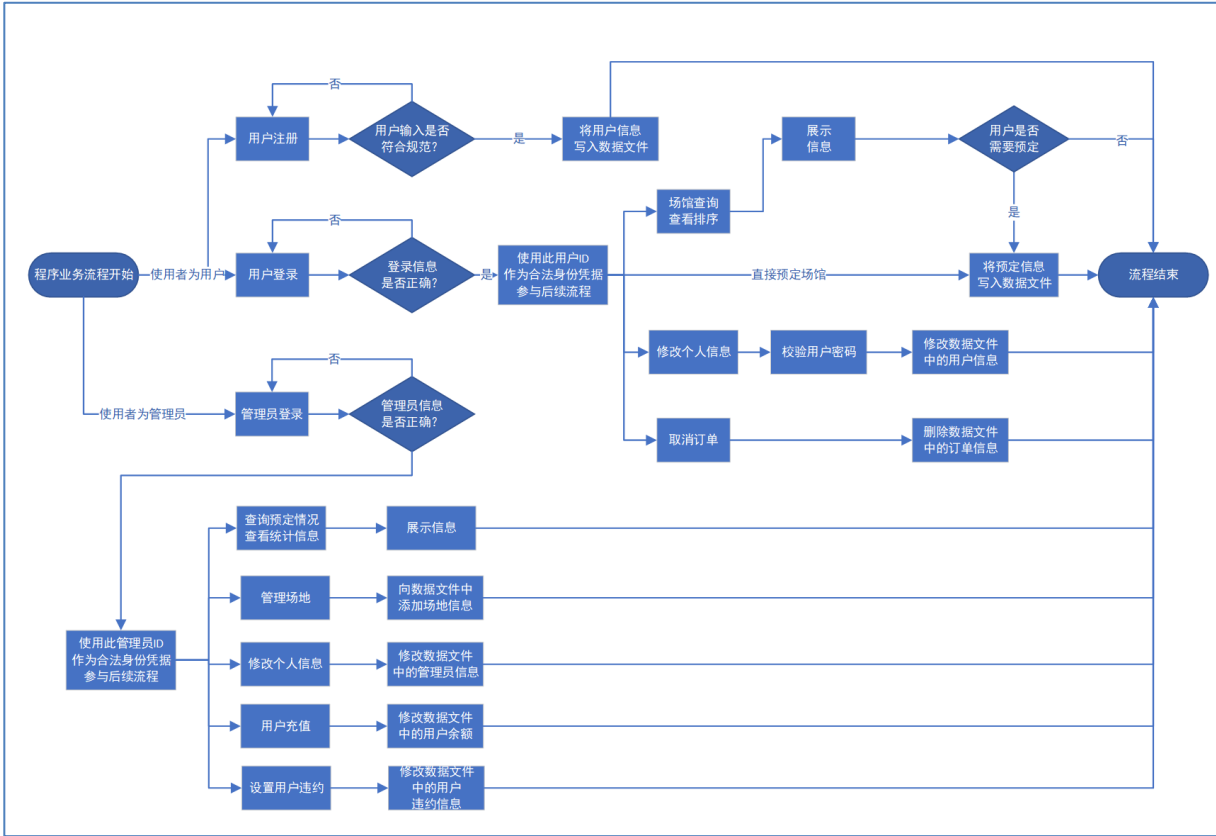 否
用户注册
用户输入是否
符合规范？
是
将用户信息
写入数据文件
展示
信息
用户是否
需要预定
否
场馆查询
查看排序
是
否
程序业务流程开始
使用者为用户
用户登录
登录信息
是否正确？
是
使用此用户ID
作为合法身份凭据
参与后续流程
直接预定场馆
将预定信息
写入数据文件
流程结束
修改个人信息
校验用户密码
修改数据文件
中的用户信息
否
使用者为管理员
管理员登录
管理员信息
是否正确？
取消订单
删除数据文件
中的订单信息
查询预定情况
查看统计信息
展示信息
管理场地
向数据文件中
添加场地信息
使用此管理员ID
作为合法身份凭据
参与后续流程
修改个人信息
修改数据文件
中的管理员信息
用户充值
修改数据文件
中的用户余额
设置用户违约
修改数据文件
中的用户
违约信息